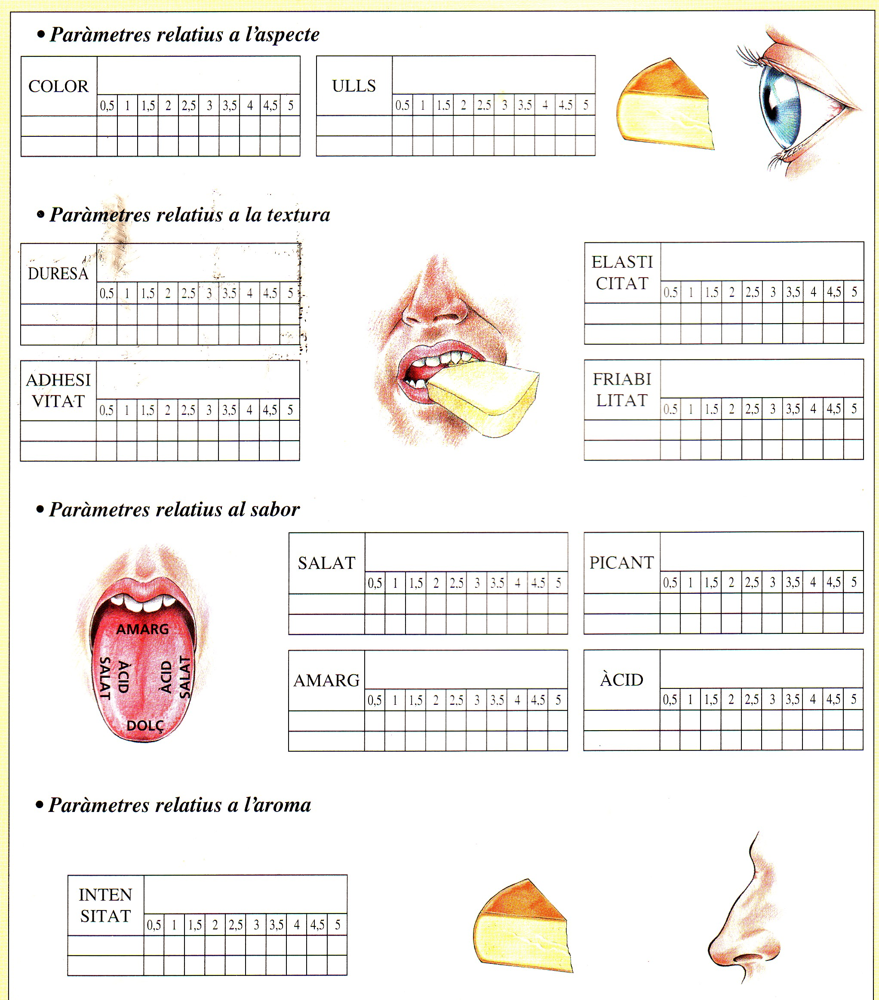 • Paràmetres relatius a l'aspecte
COLOR
0,5 1 1,5 2 2,5 3 3,5 4 4,5 5
ULLS
0.5 1 1.5 2 2.5 3 3.5 4 4.5 5
• Paràmetres relatius a la textura
DURESA
0,5 1 1.5 2 2.5 3 3.5 4 4.5 5
ELASTI
CITAT
0.5 1 1.5 2 2,5 3 3,5 4 4,5 5
ADHESI
VITAT
0.5 1 1.5 2 2.5 3 3.5 4 4,5 5
FRIABI
LITAT
0.5 1 1.5 2 2,5 3 3,5 4 4,5 5
• Paràmetres relatius al sabor
SALAT
0,5 1 1,5 2 2.5 3 3.5 4 4.5 5
PICANT
0,5 1 1,5 2 2,5 3 3,5 4 4,5 5
AMARG
SALAT
ÀCID
ÀCID
SALAT
DOLÇ
AMARG
0,5 1 1.5 2 2.5 3 3.5 4 4.5 5
ÀCID
0,5 1 1,5 2 2,5 3 3,5 4 4,5 5
• Paràmetres relatius a l'aroma
INTEN
SITAT
0,5 1 1,5 2 2,5 3 3,5 4 4,5 5